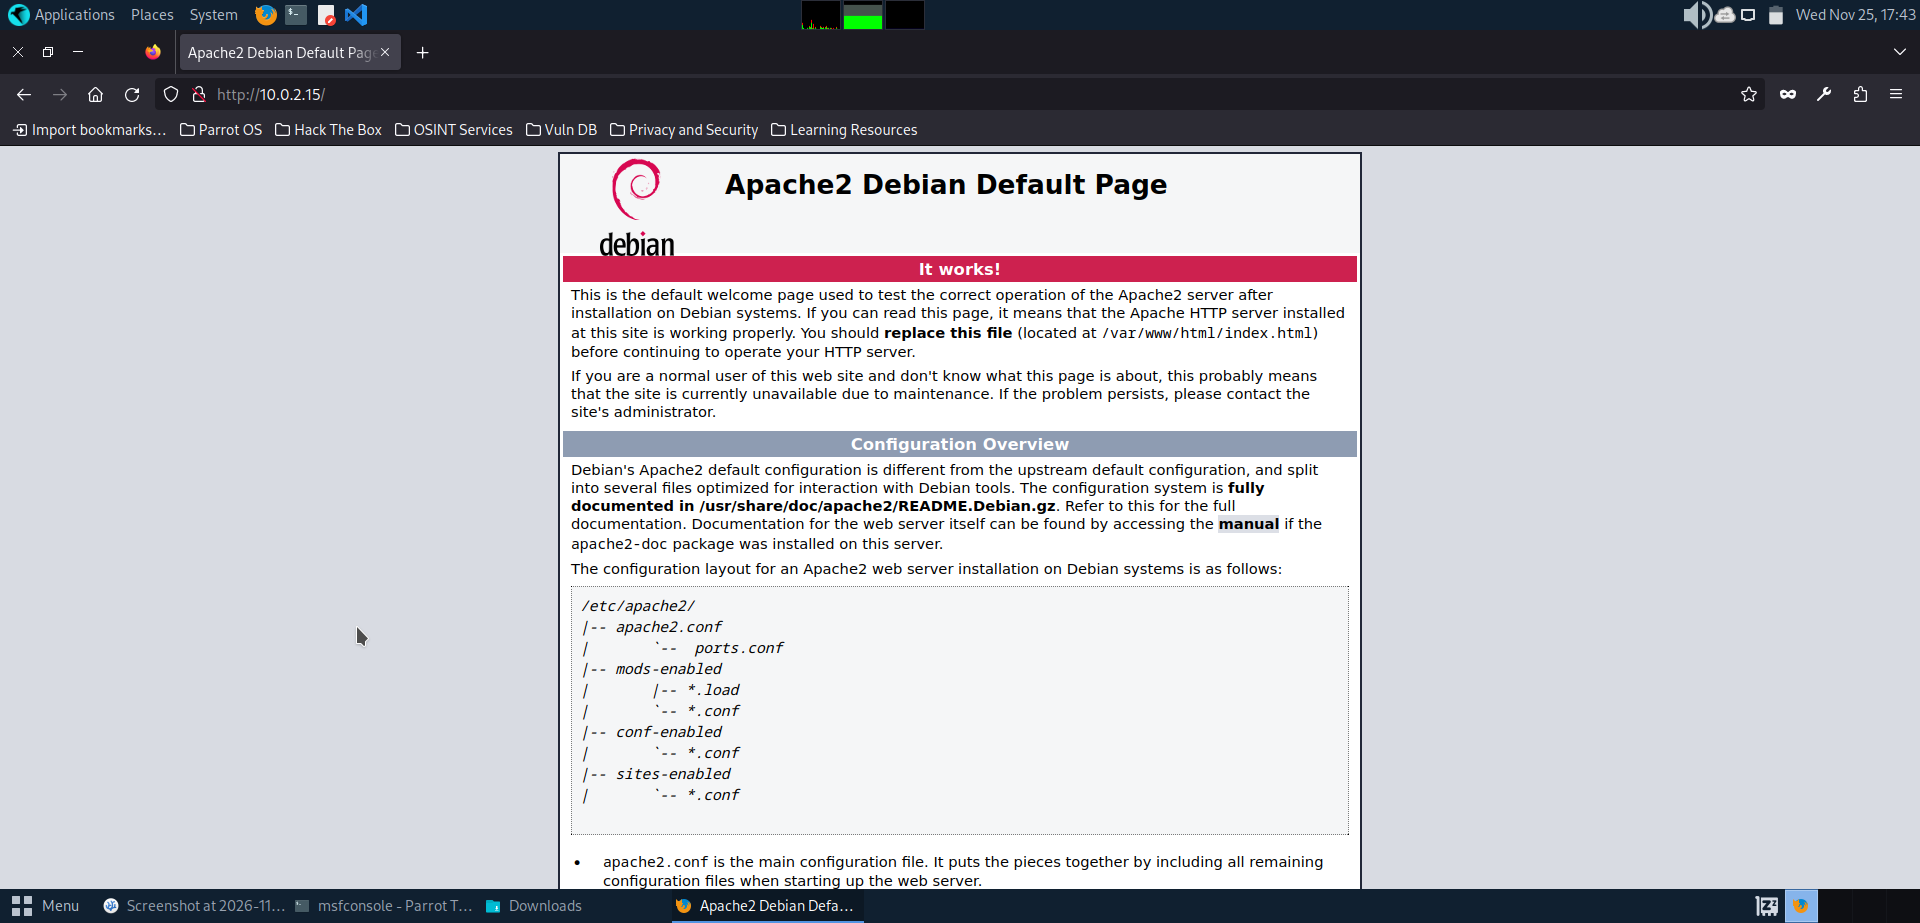 Applications Places System Wed Nov 25, 17:43
Apache2 Debian Default Pag
http://10.0.2.15/
Import bookmarks... Parrot OS Hack The Box OSINT Services Vuln DB Privacy and Security Learning Resources
debian
Apache2 Debian Default Page
It works!
This is the default welcome page used to test the correct operation of the Apache2 server after
installation on Debian systems. If you can read this page, it means that the Apache HTTP server installed
at this site is working properly. You should replace this file (located at /var/www/html/index.html)
before continuing to operate your HTTP server.
If you are a normal user of this web site and don't know what this page is about, this probably means
that the site is currently unavailable due to maintenance. If the problem persists, please contact the
site's administrator.
Configuration Overview
Debian's Apache2 default configuration is different from the upstream default configuration, and split
into several files optimized for interaction with Debian tools. The configuration system is fully
documented in /usr/share/doc/apache2/README.Debian.gz. Refer to this for the full
documentation. Documentation for the web server itself can be found by accessing the manual if the
apache2-doc package was installed on this server.
The configuration layout for an Apache2 web server installation on Debian systems is as follows:
/etc/apache2/
|-- apache2.conf
|       `--  ports.conf
|-- mods-enabled
|       |-- *.load
|       `-- *.conf
|-- conf-enabled
|       `-- *.conf
|-- sites-enabled
|       `-- *.conf
• apache2.conf is the main configuration file. It puts the pieces together by including all remaining
configuration files when starting up the web server.
Menu Screenshot at 2026-11... msfconsole - Parrot T... Downloads Apache2 Debian Defa...